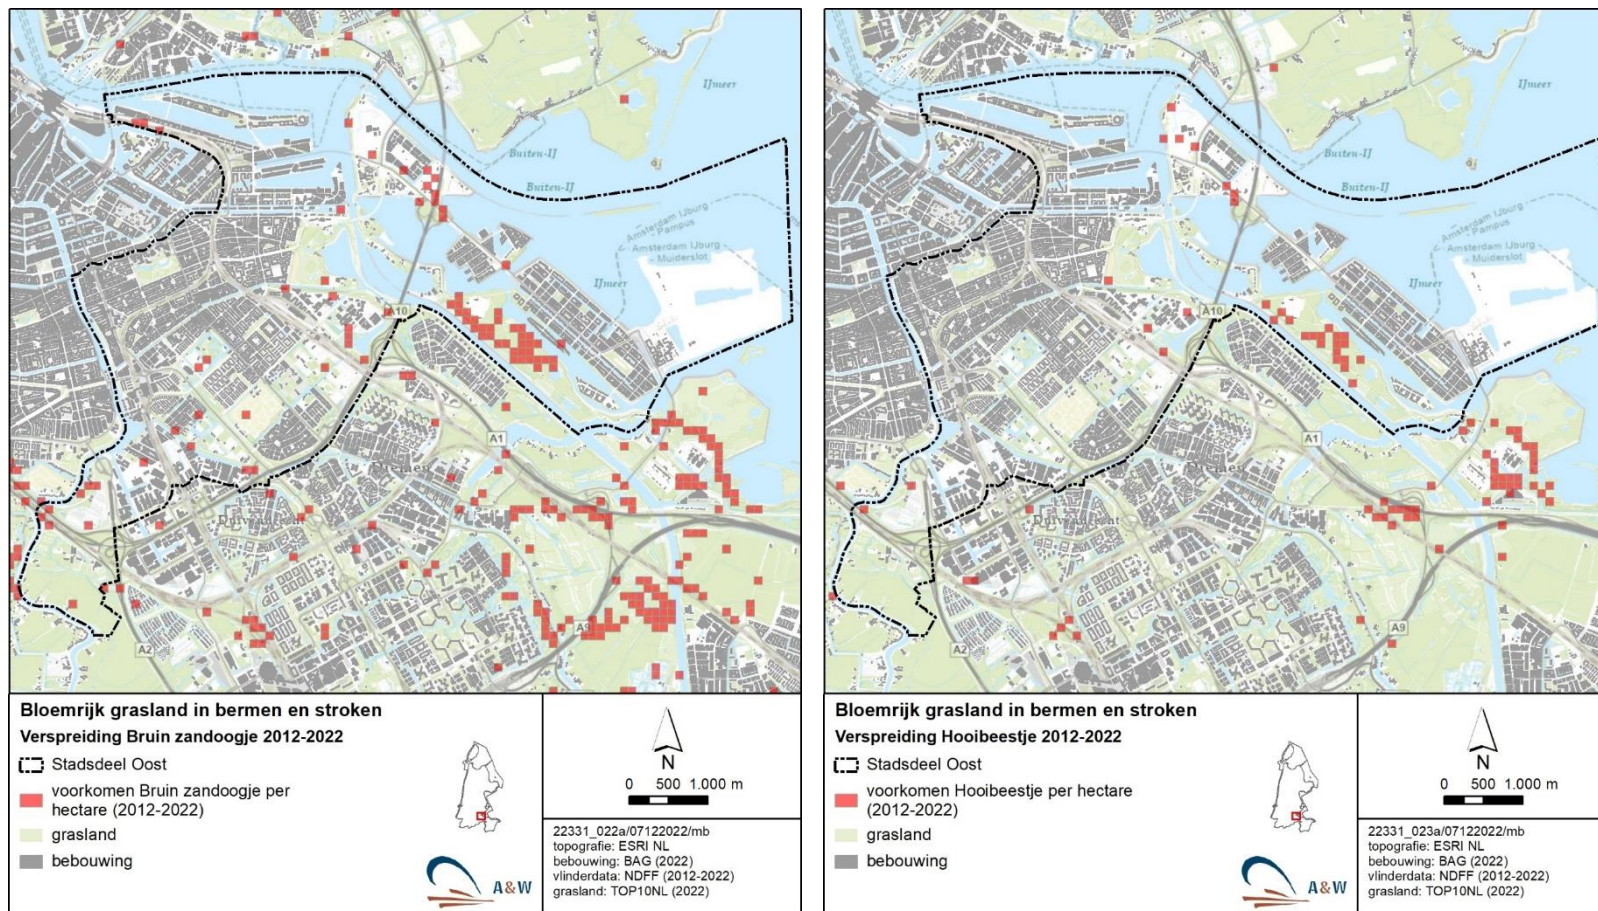 IJmeer
Buiten-IJ
Buiten-IJ
Amsterdam IJburg
- Pampus
Amsterdam IJburg
- Muiderslot
IJmeer
A10
A1
Diemen
Duivendrecht
A9
A2
Bloemrijk grasland in bermen en stroken
Verspreiding Bruin zandoogje 2012-2022
Stadsdeel Oost
voorkomen Bruin zandoogje per
hectare (2012-2022)
grasland
bebouwing
N
0 500 1.000 m
22331_022a/07122022/mb
topografie: ESRI NL
bebouwing: BAG (2022)
vlinderdata: NDFF (2012-2022)
grasland: TOP10NL (2022)
A&W
IJmeer
Buiten-IJ
Buiten-IJ
Amsterdam IJburg
- Pampus
Amsterdam IJburg
- Muiderslot
IJmeer
A10
A1
Diemen
Duivendrecht
A9
A2
Bloemrijk grasland in bermen en stroken
Verspreiding Hooibeestje 2012-2022
Stadsdeel Oost
voorkomen Hooibeestje per hectare
(2012-2022)
grasland
bebouwing
N
0 500 1.000 m
22331_023a/07122022/mb
topografie: ESRI NL
bebouwing: BAG (2022)
vlinderdata: NDFF (2012-2022)
grasland: TOP10NL (2022)
A&W